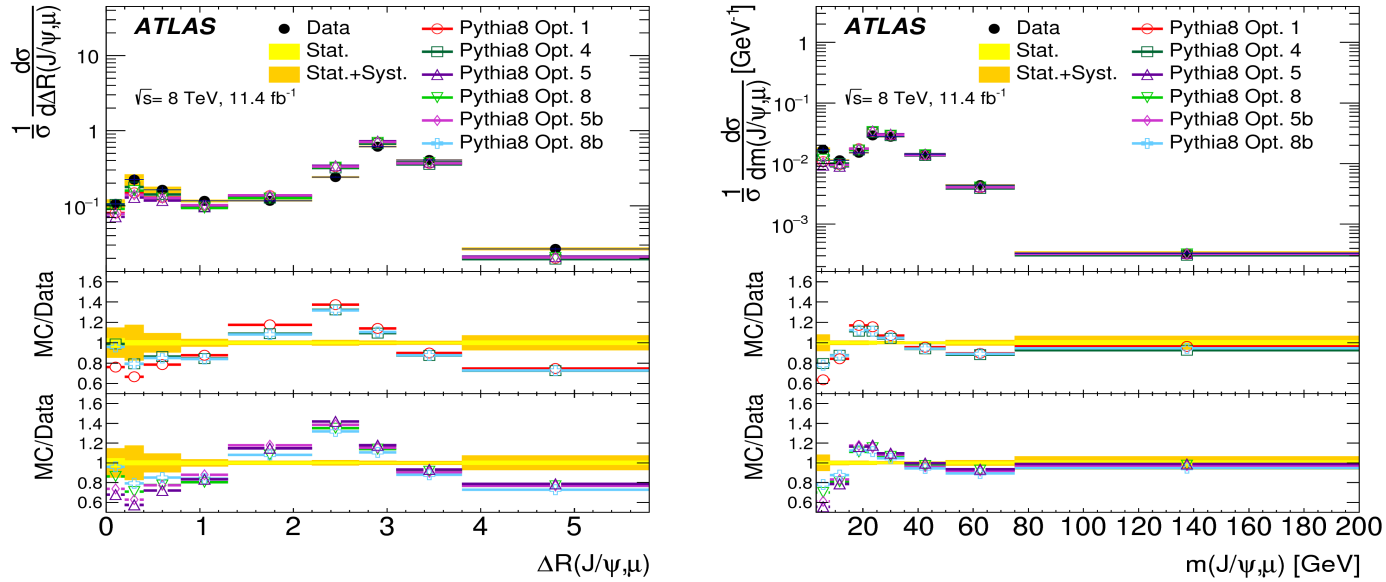 ATLAS
√s= 8 TeV, 11.4 fb⁻¹
Data
Stat.
Stat.+Syst.
Pythia8 Opt. 1
Pythia8 Opt. 4
Pythia8 Opt. 5
Pythia8 Opt. 8
Pythia8 Opt. 5b
Pythia8 Opt. 8b
1/σ dσ/dΔR(J/ψ,μ)
10
1
10⁻¹
MC/Data
1.6
1.4
1.2
1
0.8
0.6
MC/Data
1.6
1.4
1.2
1
0.8
0.6
0 1 2 3 4 5
ΔR(J/ψ,μ)
ATLAS
√s= 8 TeV, 11.4 fb⁻¹
Data
Stat.
Stat.+Syst.
Pythia8 Opt. 1
Pythia8 Opt. 4
Pythia8 Opt. 5
Pythia8 Opt. 8
Pythia8 Opt. 5b
Pythia8 Opt. 8b
1/σ dσ/dm(J/ψ,μ) [GeV⁻¹]
1
10⁻¹
10⁻²
10⁻³
MC/Data
1.6
1.4
1.2
1
0.8
0.6
MC/Data
1.6
1.4
1.2
1
0.8
0.6
20 40 60 80 100 120 140 160 180 200
m(J/ψ,μ) [GeV]